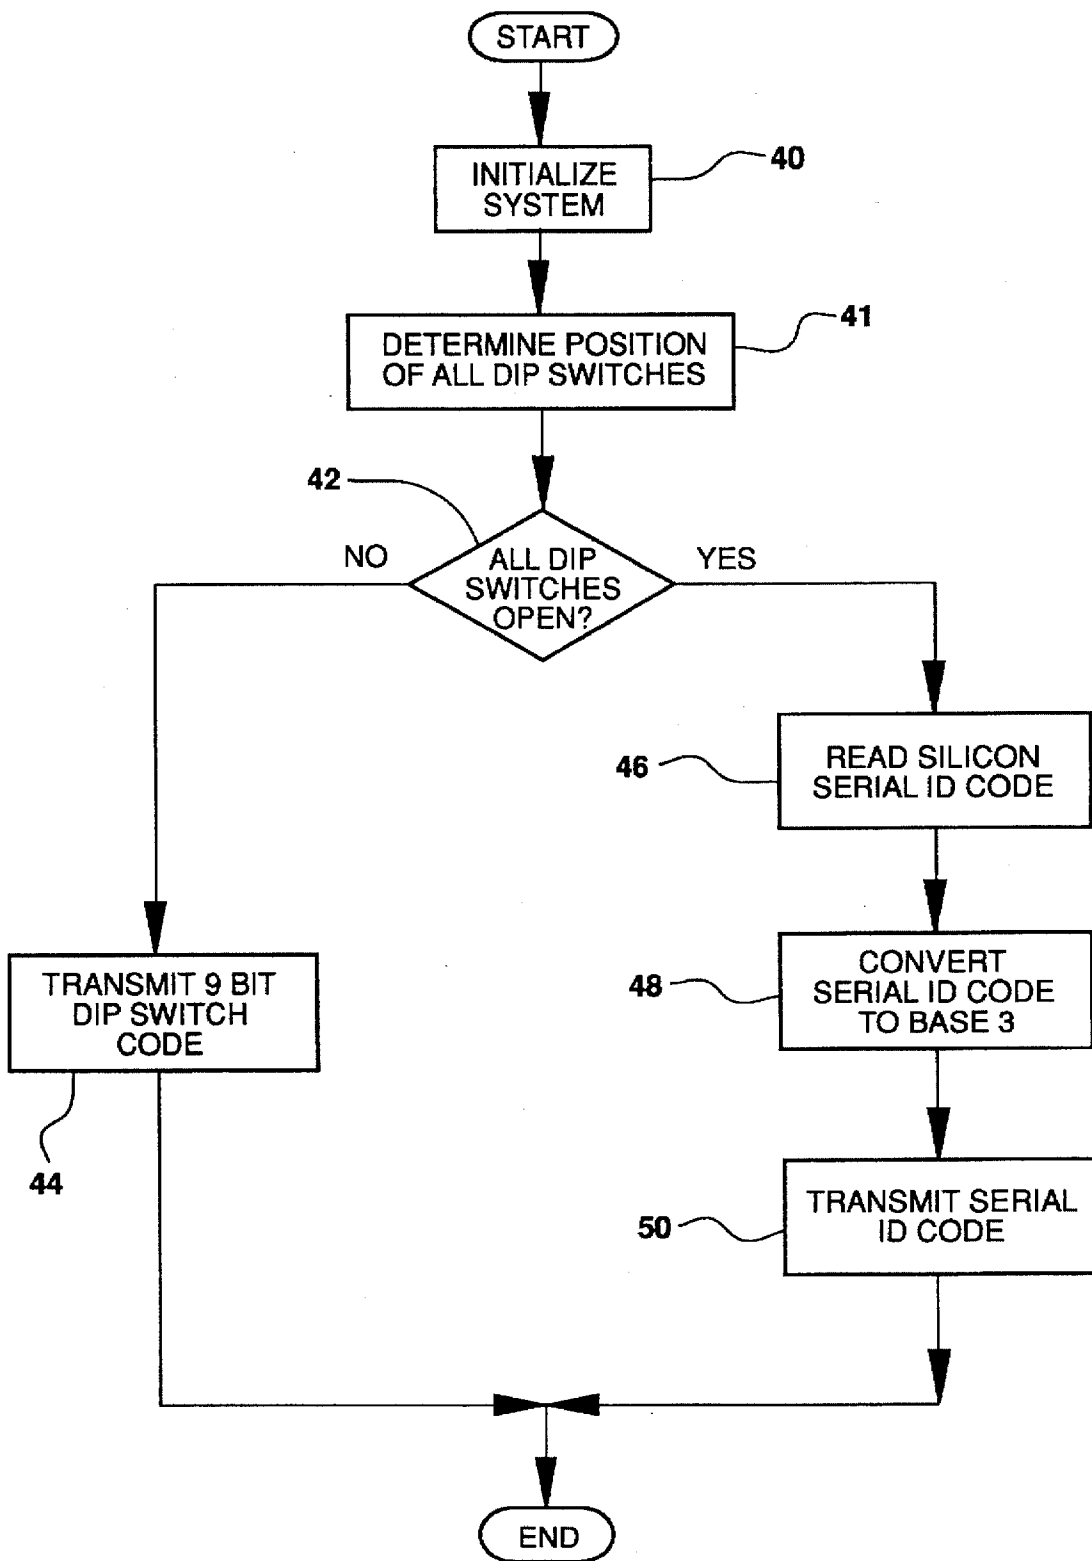 START
INITIALIZE
SYSTEM
40
DETERMINE POSITION
OF ALL DIP SWITCHES
41
42
NO
ALL DIP
SWITCHES
OPEN?
YES
READ SILICON
SERIAL ID CODE
46
CONVERT
SERIAL ID CODE
TO BASE 3
48
TRANSMIT 9 BIT
DIP SWITCH
CODE
44
TRANSMIT SERIAL
ID CODE
50
END